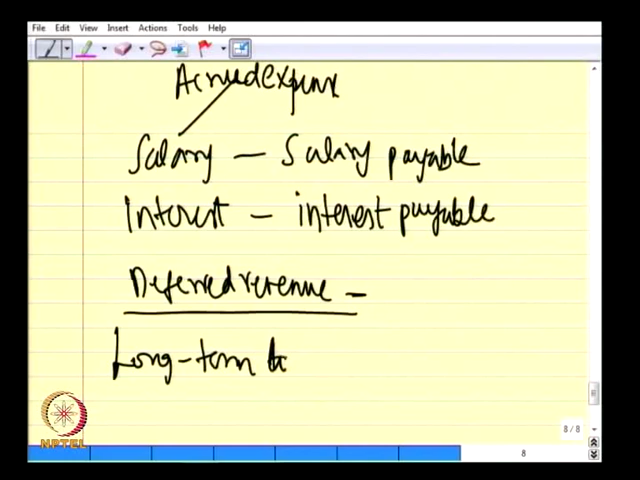 File Edit View Insert Actions Tools Help
Accrued Expense
Salary — Salary payable
Interest — interest payable
Deferred revenue —
Long-term
NPTEL
8/8
8